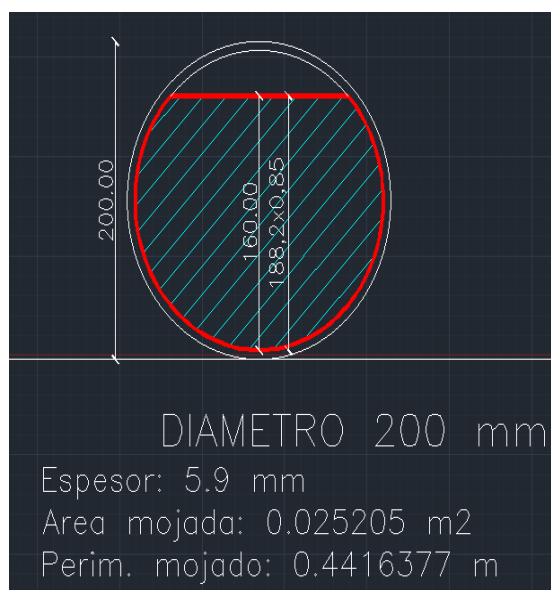 200.00
160.00
188,2x0,85
DIAMETRO 200 mm
Espesor: 5.9 mm
Area mojada: 0.025205 m2
Perim. mojado: 0.4416377 m